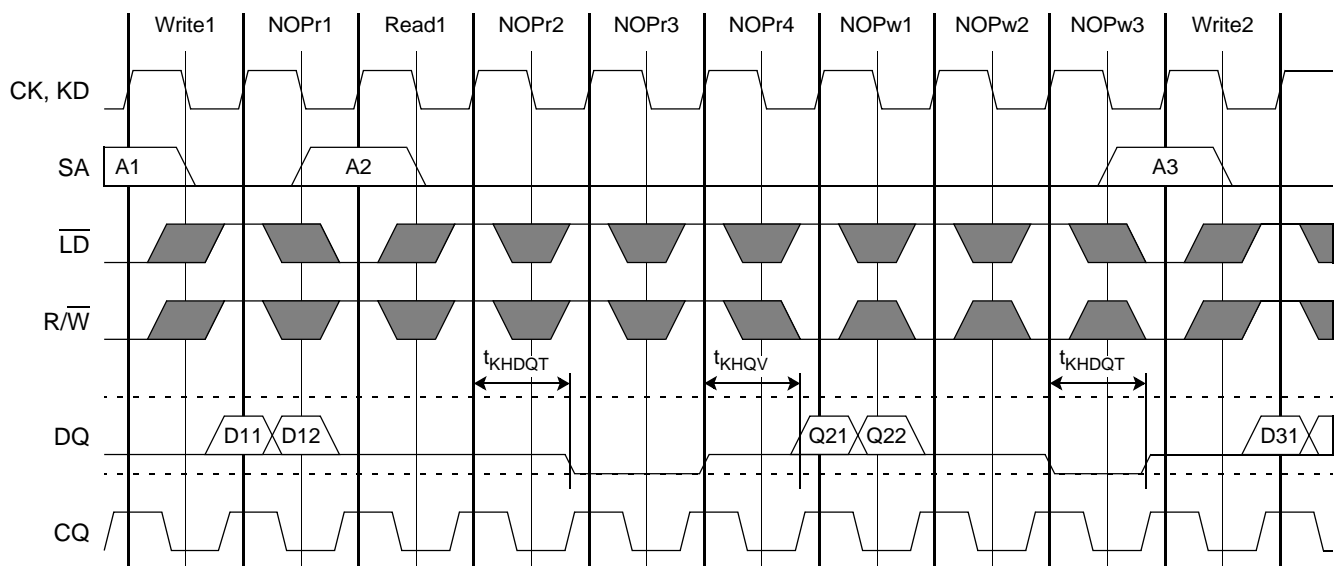 Write1 NOPr1 Read1 NOPr2 NOPr3 NOPr4 NOPw1 NOPw2 NOPw3 Write2
CK, KD
SA A1 A2 A3
L̅D̅
R/W̅
tKHDQT tKHQV tKHDQT
DQ D11 D12 Q21 Q22 D31
CQ